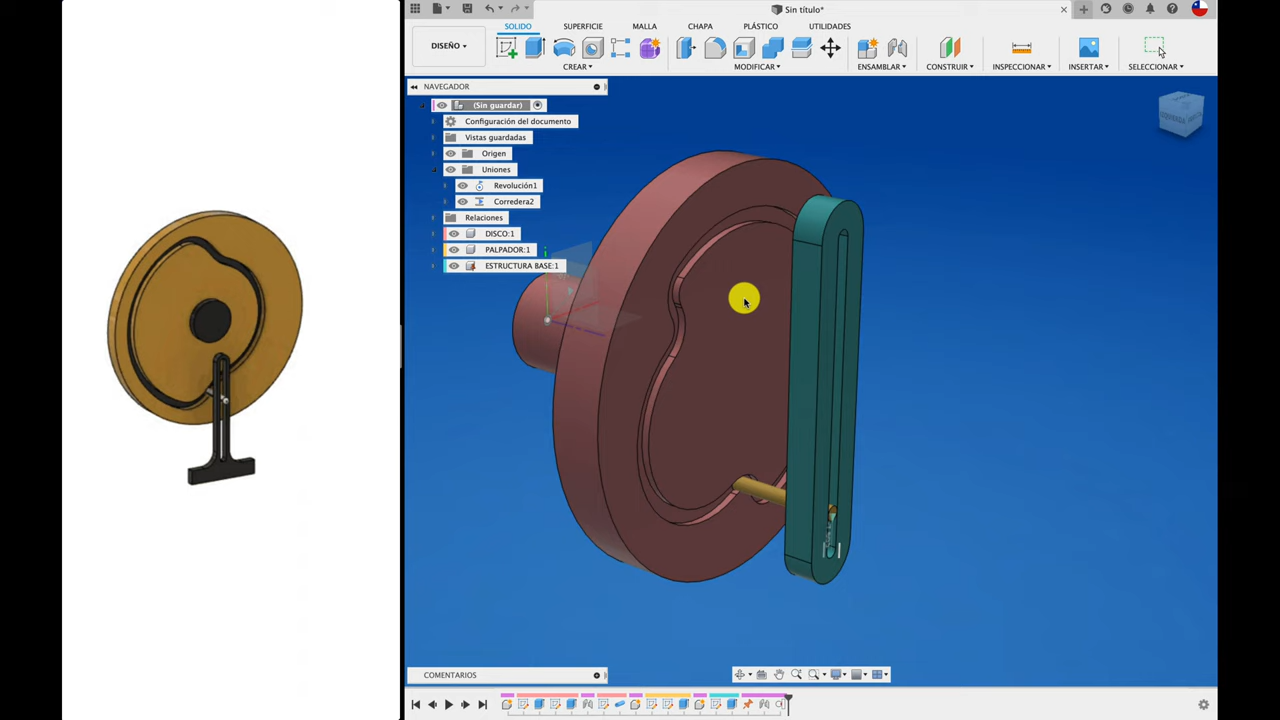 Sin título*
SOLIDO SUPERFICIE MALLA CHAPA PLÁSTICO UTILIDADES
DISEÑO ▾
CREAR ▾ MODIFICAR ▾ ENSAMBLAR ▾ CONSTRUIR ▾ INSPECCIONAR ▾ INSERTAR ▾ SELECCIONAR ▾
NAVEGADOR
(Sin guardar)
Configuración del documento
Vistas guardadas
Origen
Uniones
Revolución1
Corredera2
Relaciones
DISCO:1
PALPADOR:1
ESTRUCTURA BASE:1
COMENTARIOS